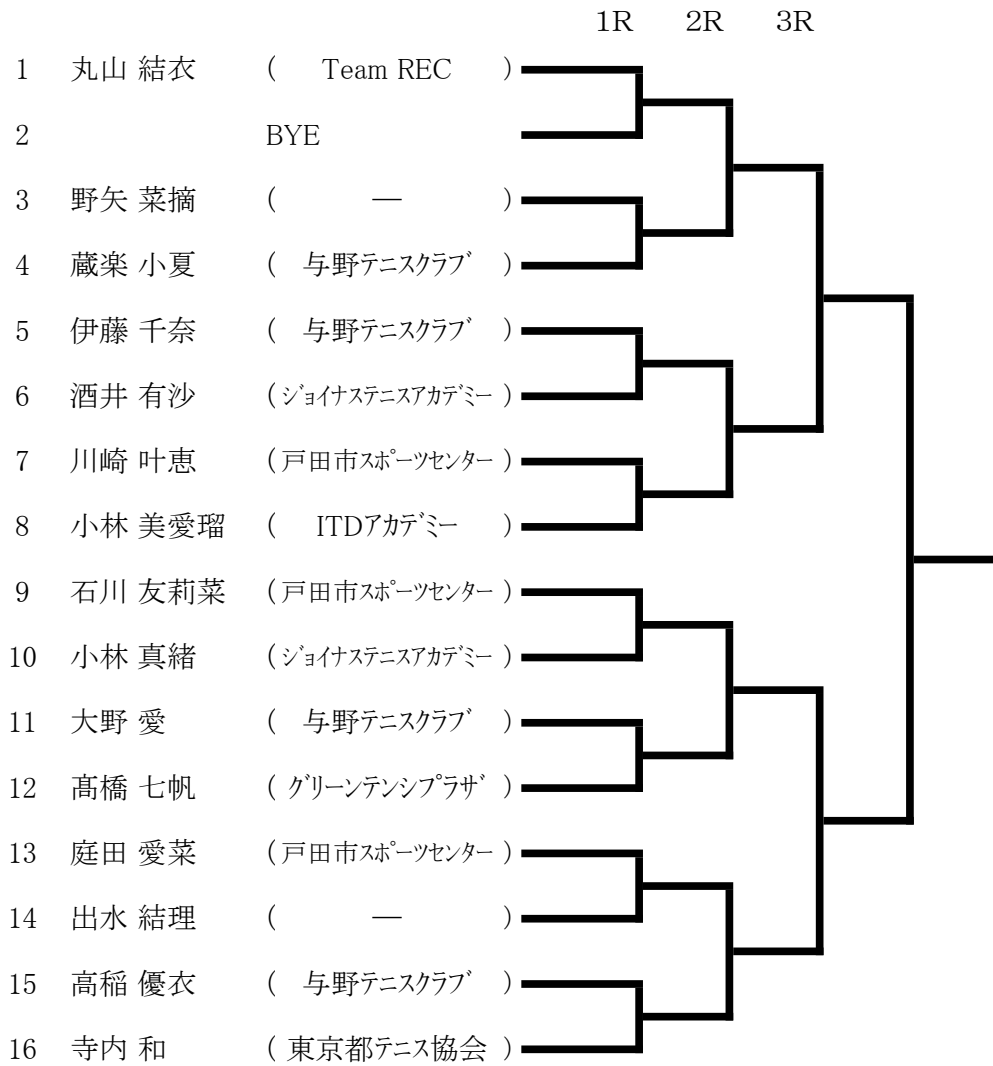 1R 2R 3R
1 丸山 結衣 ( Team REC )
2 BYE
3 野矢 菜摘 ( ― )
4 蔵楽 小夏 ( 与野テニスクラブ )
5 伊藤 千奈 ( 与野テニスクラブ )
6 酒井 有沙 (ジョイナステニスアカデミー )
7 川崎 叶恵 (戸田市スポーツセンター )
8 小林 美愛瑠 ( ITDアカデミー )
9 石川 友莉菜 (戸田市スポーツセンター )
10 小林 真緒 (ジョイナステニスアカデミー )
11 大野 愛 ( 与野テニスクラブ )
12 髙橋 七帆 ( グリーンテンシプラザ )
13 庭田 愛菜 (戸田市スポーツセンター )
14 出水 結理 ( ― )
15 高稲 優衣 ( 与野テニスクラブ )
16 寺内 和 ( 東京都テニス協会 )